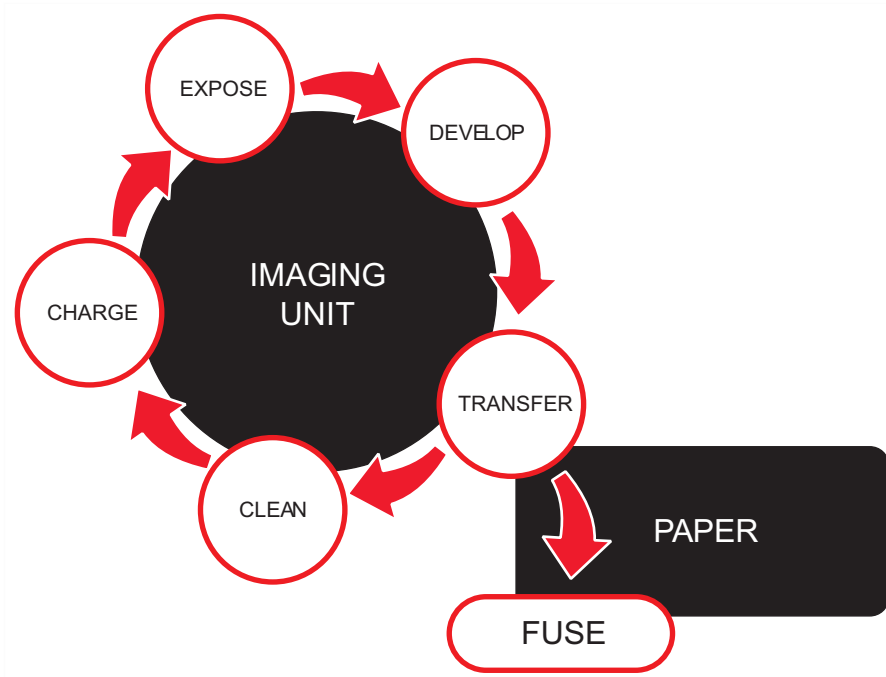 EXPOSE
DEVELOP
IMAGING
UNIT
CHARGE
TRANSFER
CLEAN
PAPER
FUSE